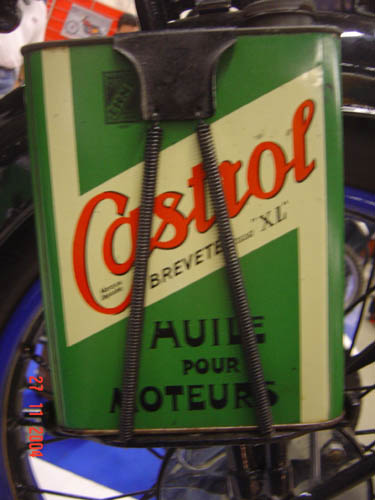 Castrol
BREVETE "XL"
HUILE
POUR
MOTEURS
27 11 2004